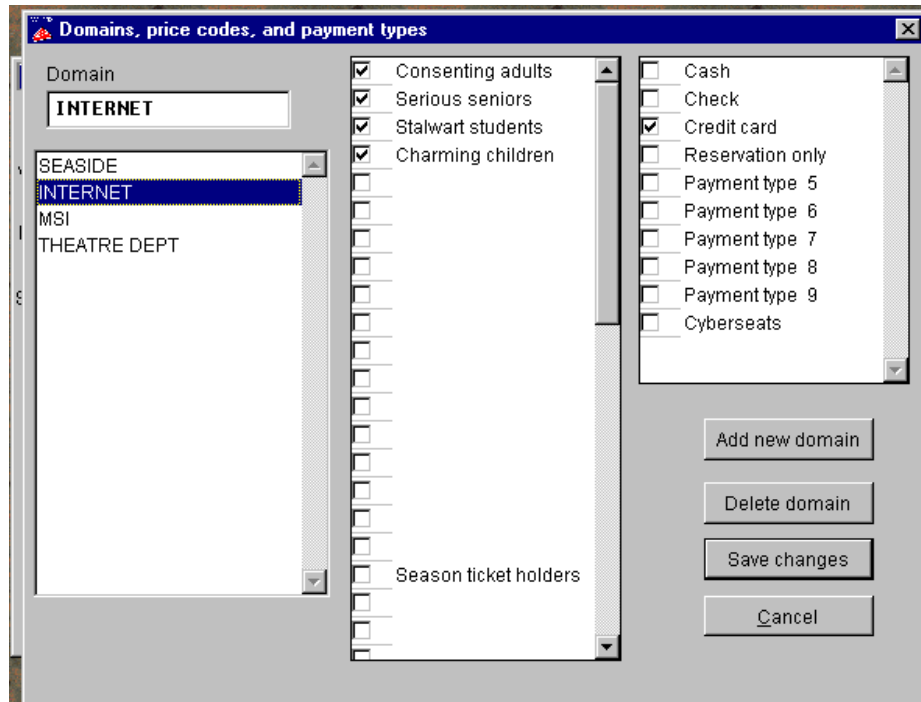 Domains, price codes, and payment types
Domain
INTERNET
SEASIDE
INTERNET
MSI
THEATRE DEPT
Consenting adults
Serious seniors
Stalwart students
Charming children
Season ticket holders
Cash
Check
Credit card
Reservation only
Payment type 5
Payment type 6
Payment type 7
Payment type 8
Payment type 9
Cyberseats
Add new domain
Delete domain
Save changes
Cancel